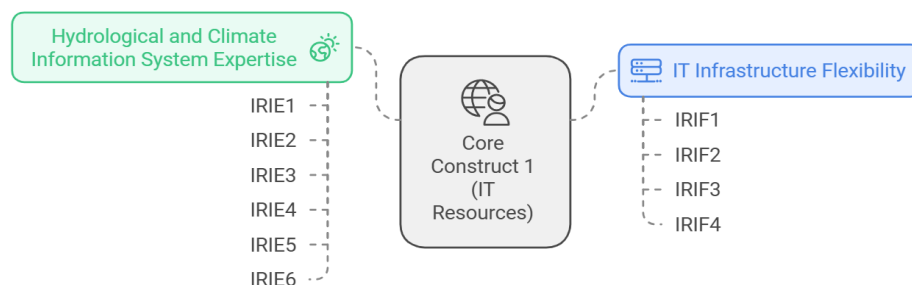 Hydrological and Climate
Information System Expertise
IRIE1
IRIE2
IRIE3
IRIE4
IRIE5
IRIE6
Core
Construct 1
(IT
Resources)
IT Infrastructure Flexibility
IRIF1
IRIF2
IRIF3
IRIF4